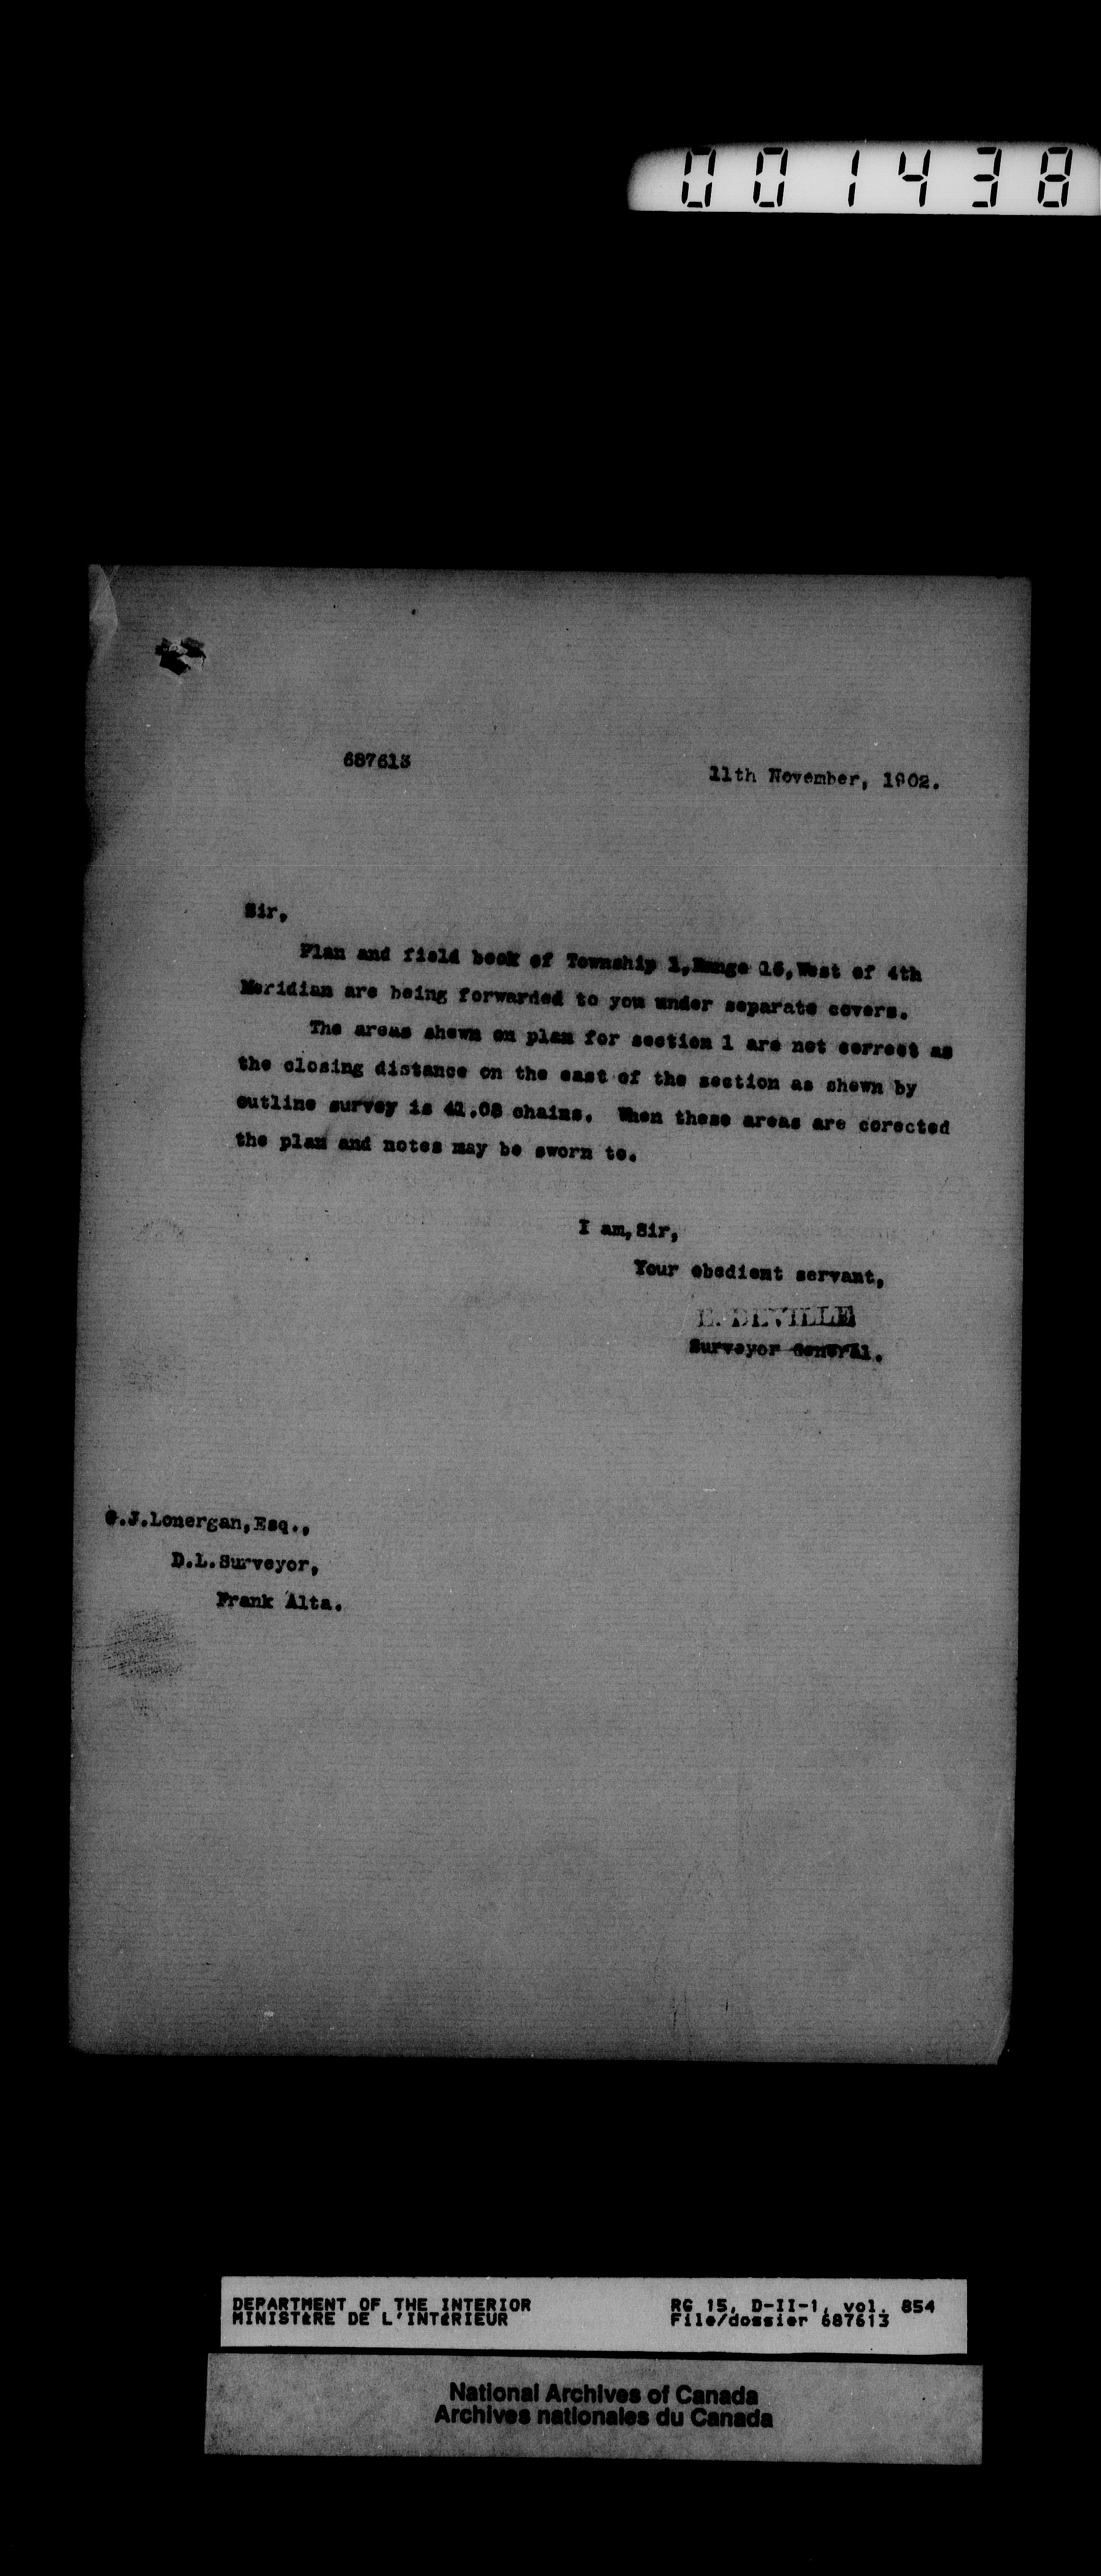 001438
687613
11th November, 1902.
Sir,
Plan and field book of Township 1, Range 16, West of 4th
Meridian are being forwarded to you under separate covers.
The areas shewn on plan for section 1 are not correct as
the closing distance on the east of the section as shewn by
outline survey is 41.08 chains. When these areas are corected
the plan and notes may be sworn to.
I am, Sir,
Your obedient servant,
E. DEVILLE
Surveyor General.
J. Lonergan, Esq.,
D.L. Surveyor,
Frank Alta.
DEPARTMENT OF THE INTERIOR
MINISTÈRE DE L'INTÉRIEUR
RG 15, D-II-1, vol. 854
File/dossier 687613
National Archives of Canada
Archives nationales du Canada